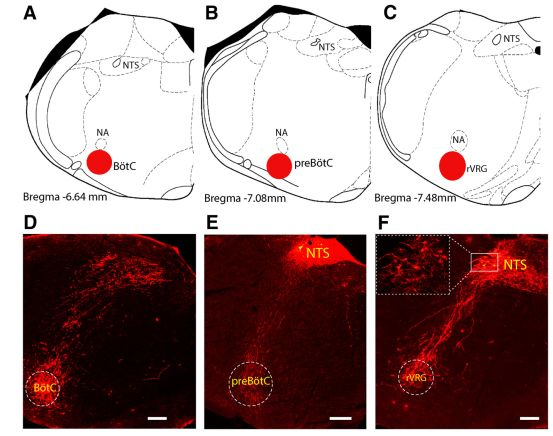 A
B
C
NTS
NTS
NTS
NA
NA
NA
BötC
preBötC
rVRG
Bregma -6.64 mm
Bregma -7.08mm
Bregma -7.48mm
D
E
F
NTS
NTS
BötC
preBötC
rVRG